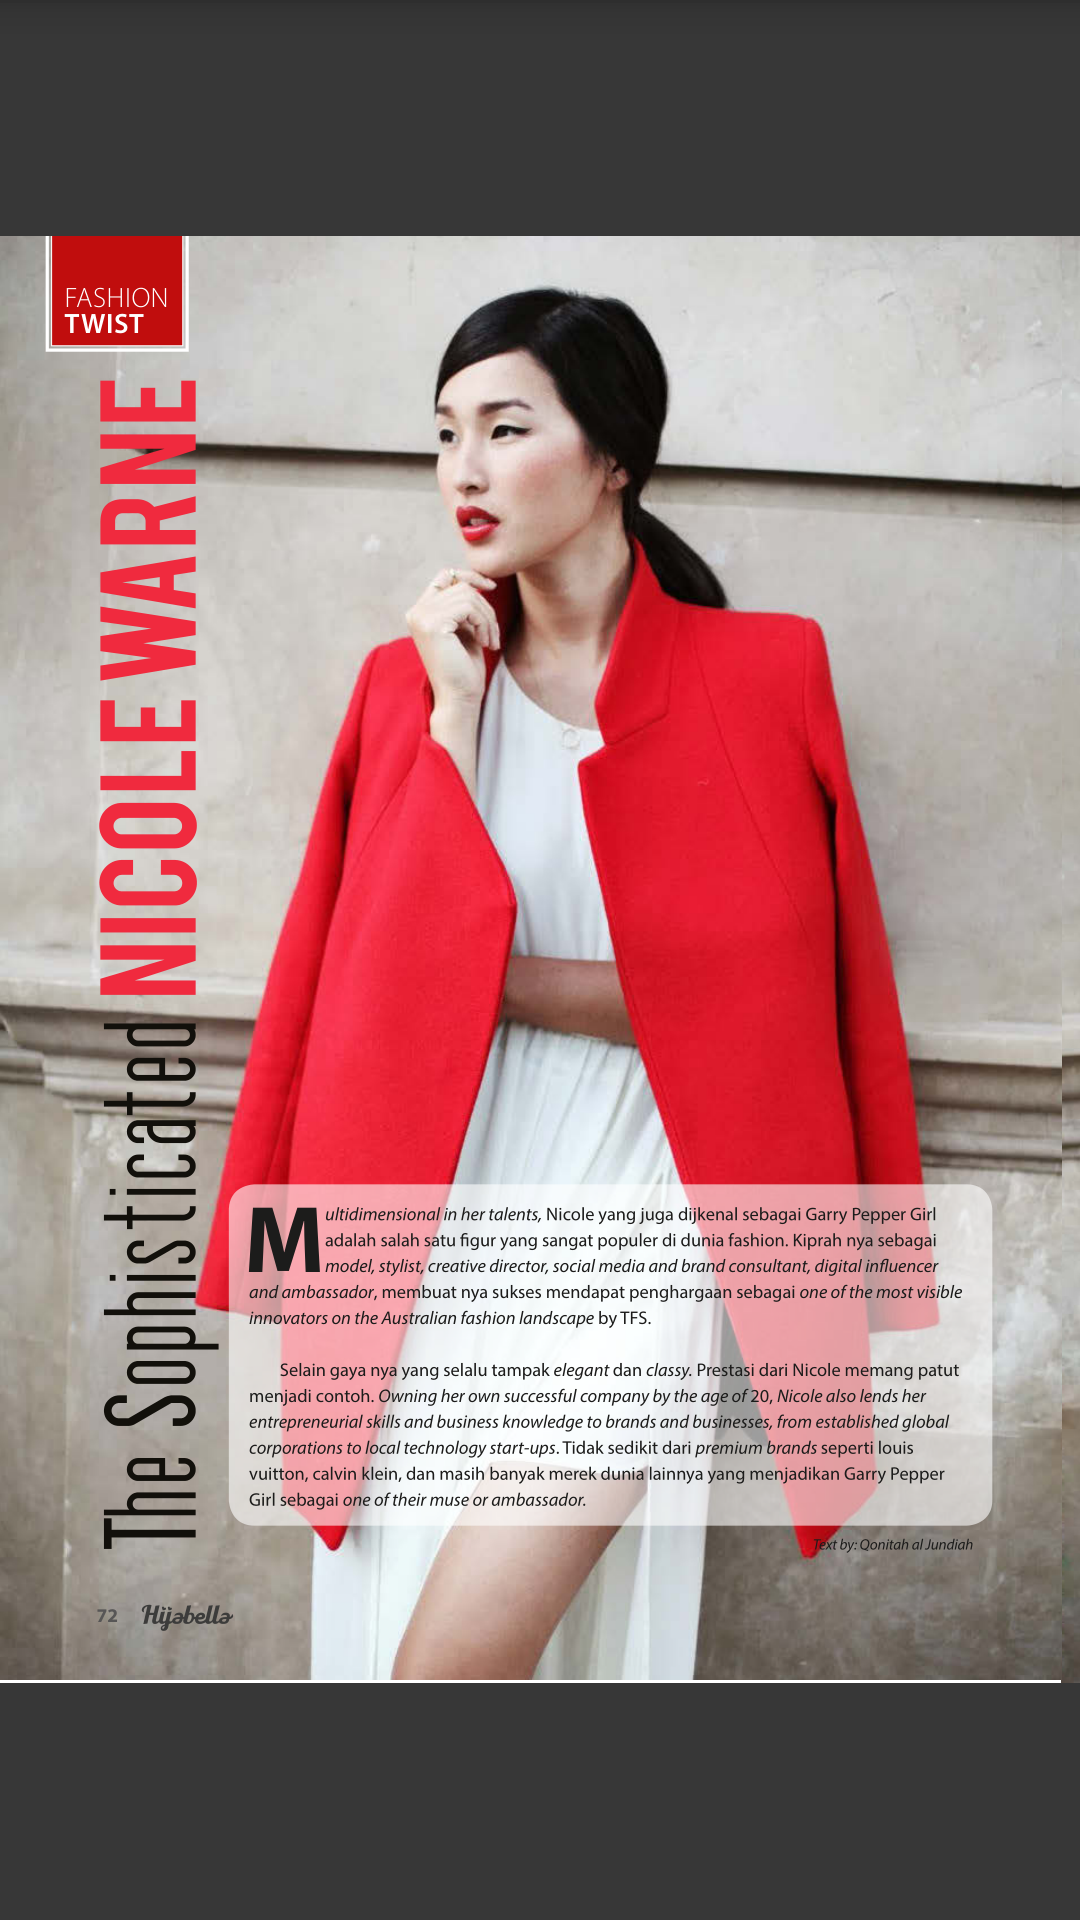 FASHION
TWIST
The Sophisticated NICOLE WARNE
Multidimensional in her talents, Nicole yang juga dijkenal sebagai Garry Pepper Girl
adalah salah satu figur yang sangat populer di dunia fashion. Kiprah nya sebagai
model, stylist, creative director, social media and brand consultant, digital influencer
and ambassador, membuat nya sukses mendapat penghargaan sebagai one of the most visible
innovators on the Australian fashion landscape by TFS.
Selain gaya nya yang selalu tampak elegant dan classy. Prestasi dari Nicole memang patut
menjadi contoh. Owning her own successful company by the age of 20, Nicole also lends her
entrepreneurial skills and business knowledge to brands and businesses, from established global
corporations to local technology start-ups. Tidak sedikit dari premium brands seperti louis
vuitton, calvin klein, dan masih banyak merek dunia lainnya yang menjadikan Garry Pepper
Girl sebagai one of their muse or ambassador.
Text by: Qonitah al Jundiah
72 Hijabella